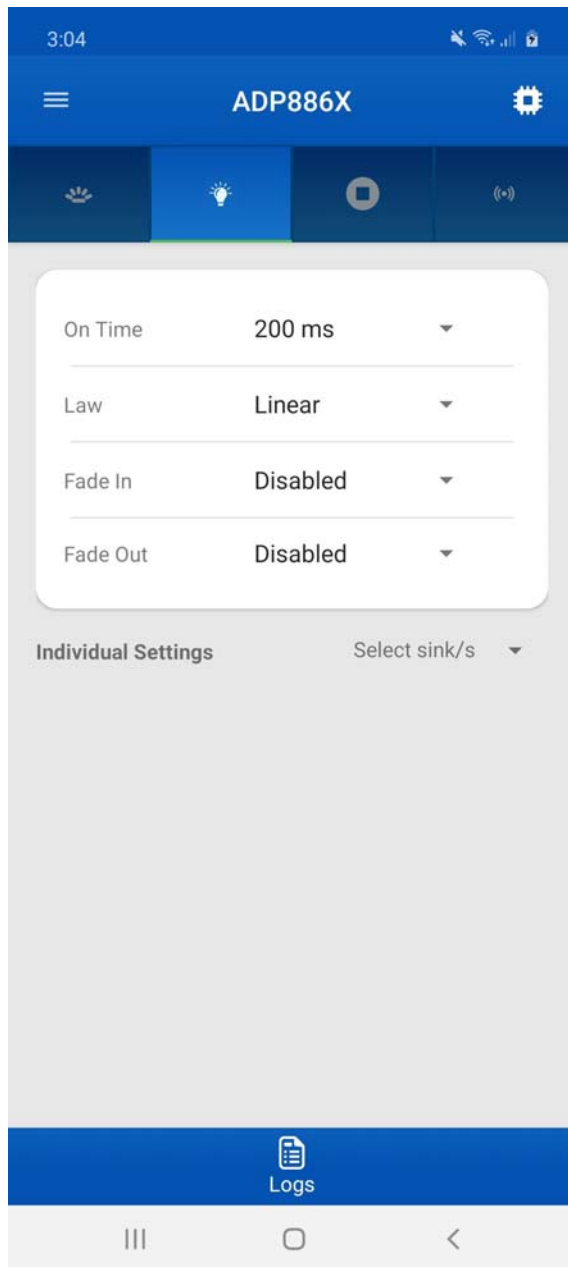 3:04
ADP886X
On Time 200 ms
Law Linear
Fade In Disabled
Fade Out Disabled
Individual Settings Select sink/s
Logs